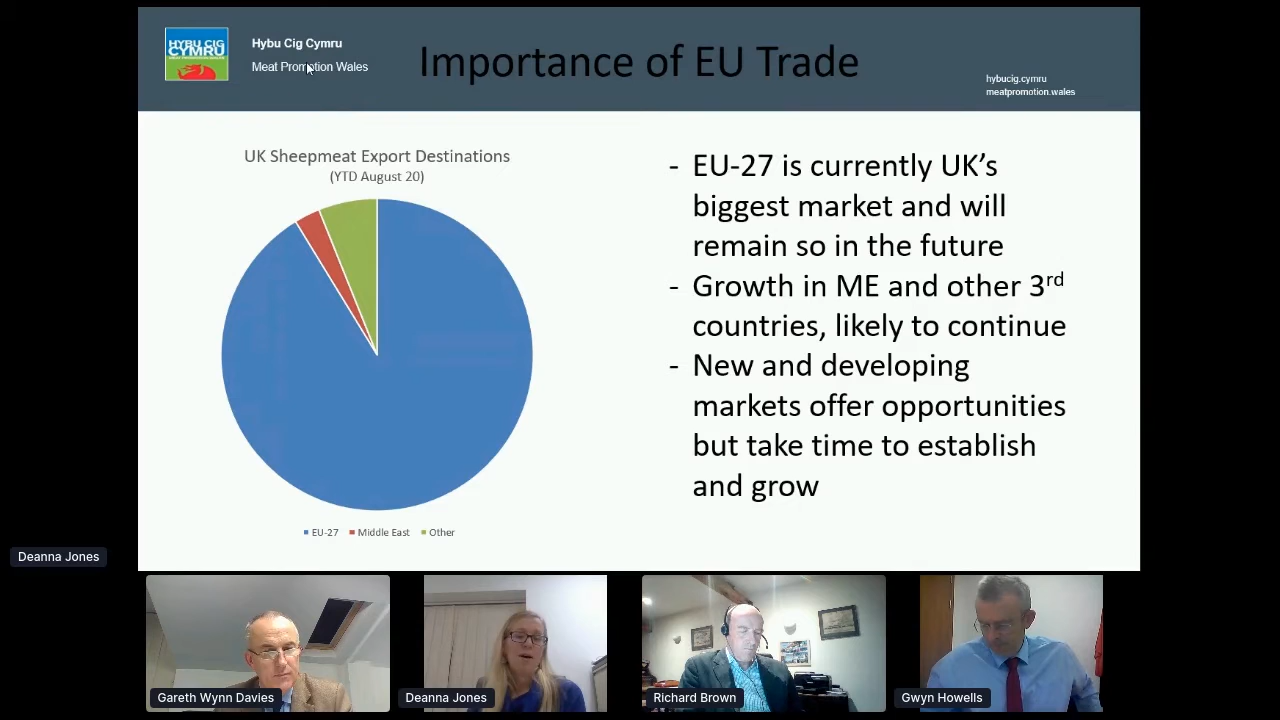 HYBU CIG
CYMRU
MEAT PROMOTION WALES
Hybu Cig Cymru
Meat Promotion Wales
Importance of EU Trade
hybucig.cymru
meatpromotion.wales
UK Sheepmeat Export Destinations
(YTD August 20)
EU-27 Middle East Other
- EU-27 is currently UK’s
biggest market and will
remain so in the future
- Growth in ME and other 3rd
countries, likely to continue
- New and developing
markets offer opportunities
but take time to establish
and grow
Deanna Jones
Gareth Wynn Davies
Deanna Jones
Richard Brown
Gwyn Howells